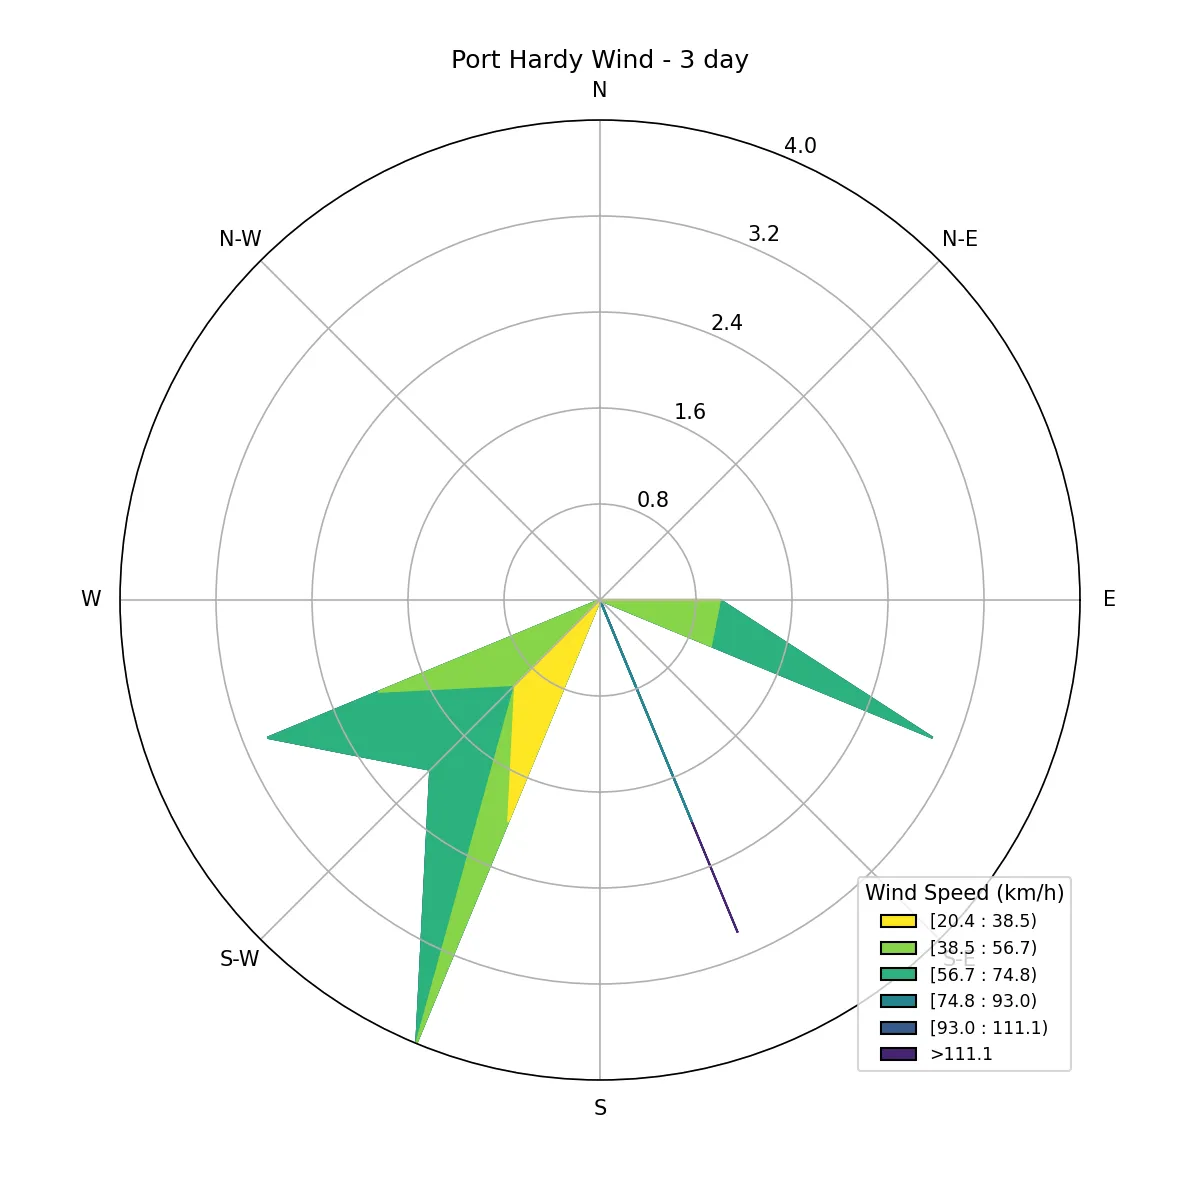 Port Hardy Wind - 3 day
N
4.0
N-W
3.2
N-E
2.4
1.6
0.8
W
E
Wind Speed (km/h)
[20.4 : 38.5)
[38.5 : 56.7)
S-W
S-E
[56.7 : 74.8)
[74.8 : 93.0)
[93.0 : 111.1)
>111.1
S